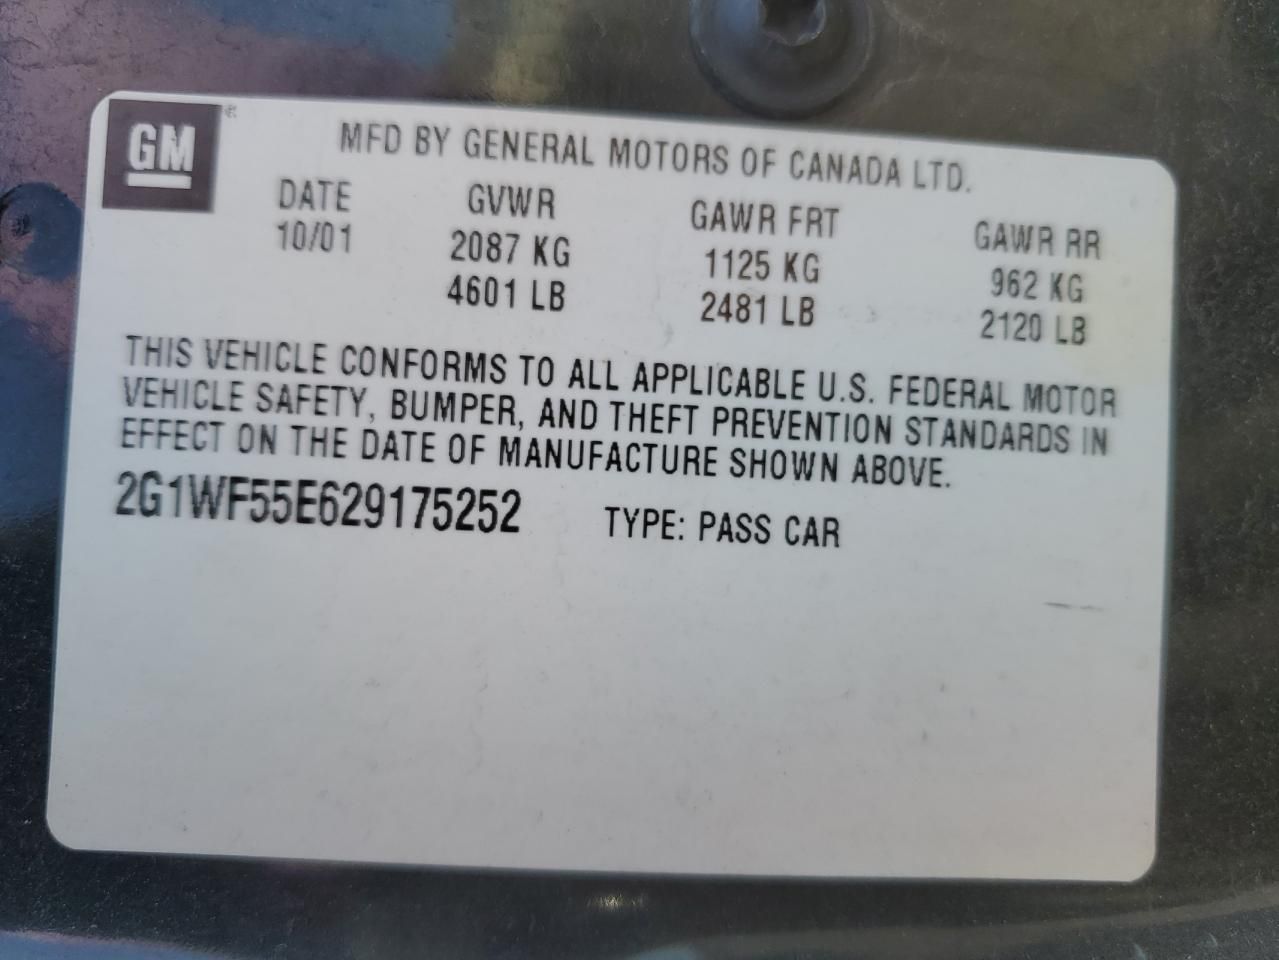 GM®
MFD BY GENERAL MOTORS OF CANADA LTD.
DATE GVWR GAWR FRT GAWR RR
10/01 2087 KG 1125 KG 962 KG
4601 LB 2481 LB 2120 LB
THIS VEHICLE CONFORMS TO ALL APPLICABLE U.S. FEDERAL MOTOR
VEHICLE SAFETY, BUMPER, AND THEFT PREVENTION STANDARDS IN
EFFECT ON THE DATE OF MANUFACTURE SHOWN ABOVE.
2G1WF55E629175252 TYPE: PASS CAR